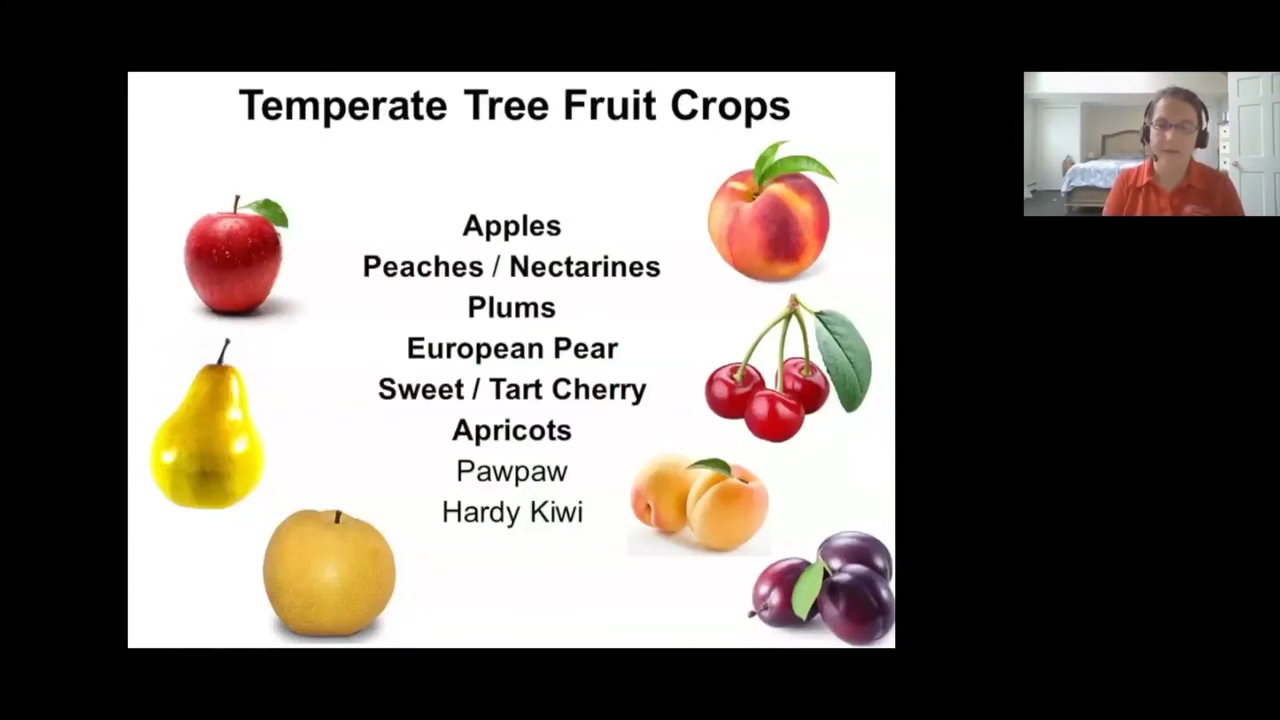 Temperate Tree Fruit Crops
Apples
Peaches / Nectarines
Plums
European Pear
Sweet / Tart Cherry
Apricots
Pawpaw
Hardy Kiwi